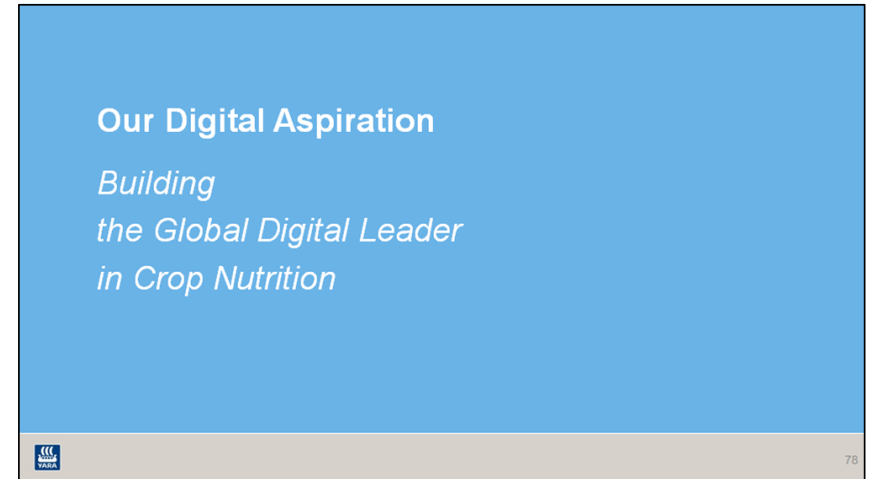 Our Digital Aspiration
Building
the Global Digital Leader
in Crop Nutrition
YARA
78